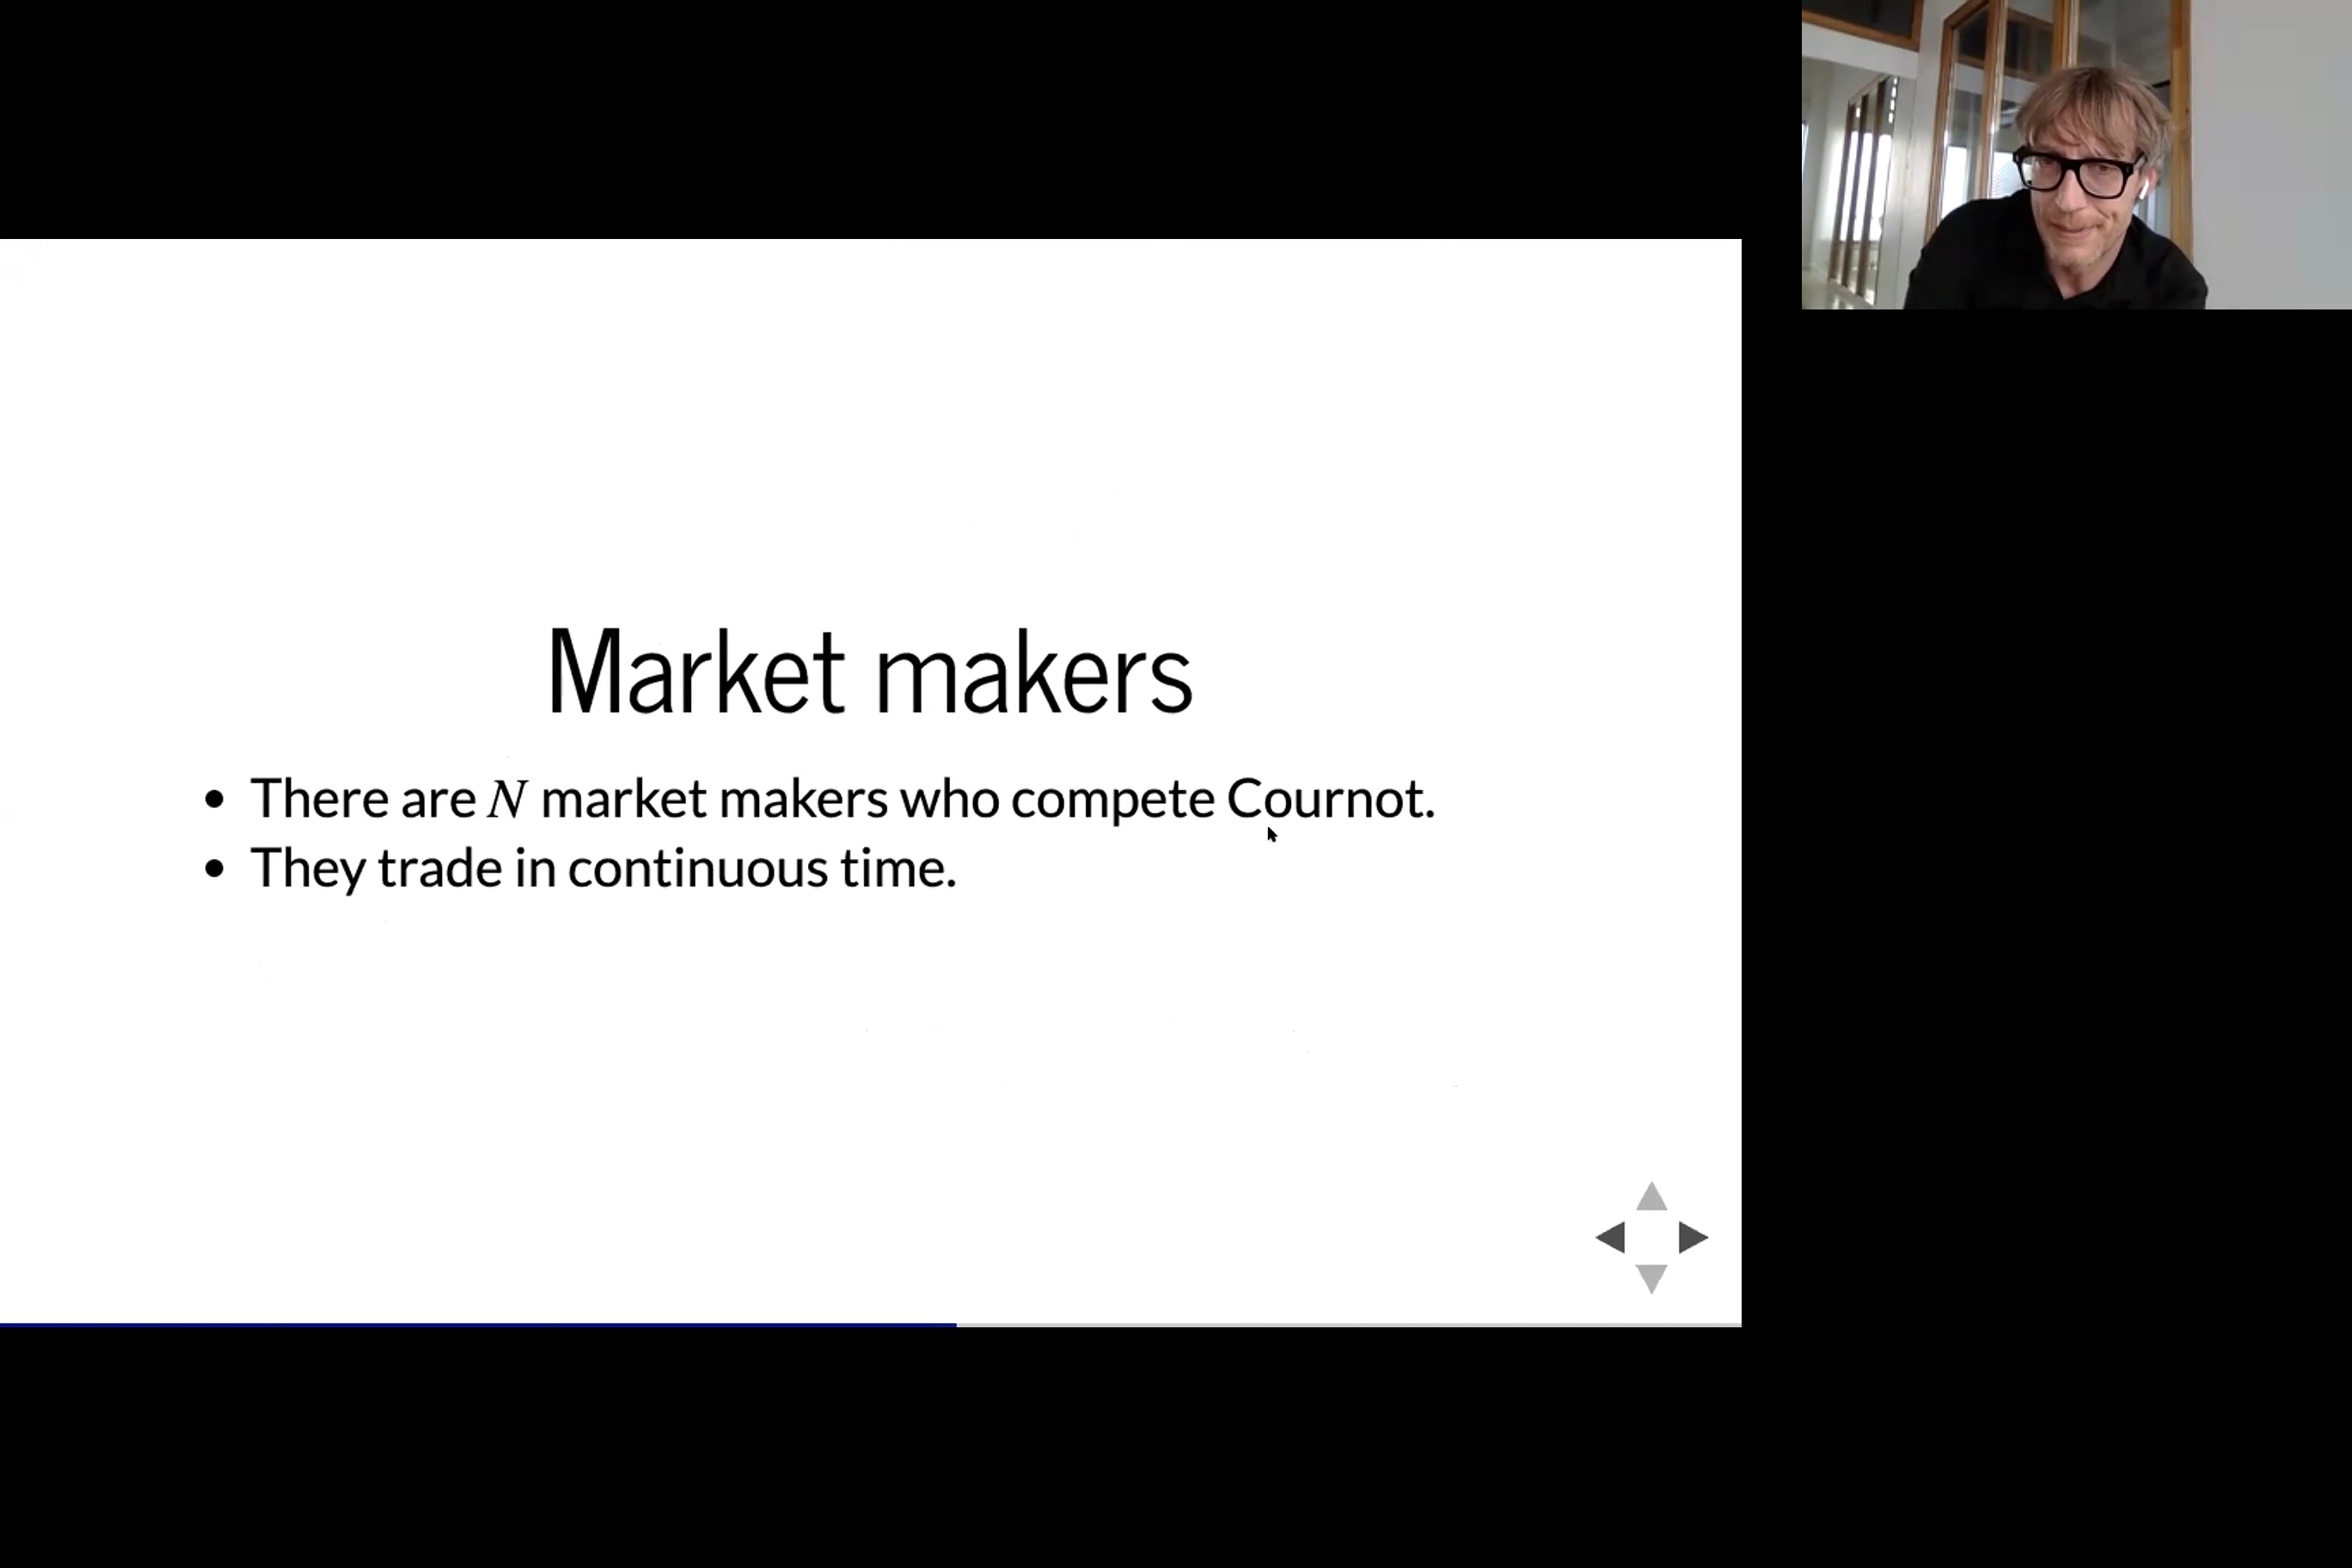 Market makers
• There are N market makers who compete Cournot.
• They trade in continuous time.